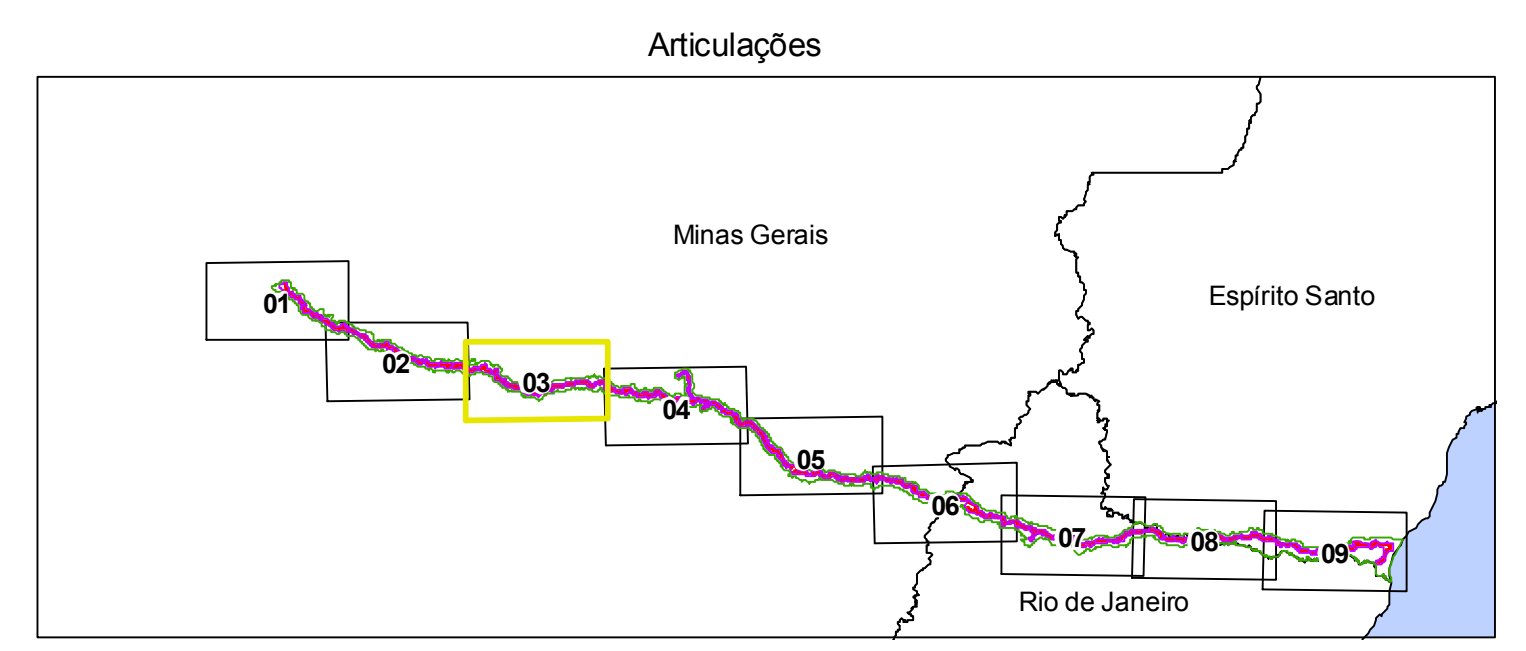 Articulações
Minas Gerais
Espírito Santo
01
02
03
04
05
06
07
08
09
Rio de Janeiro